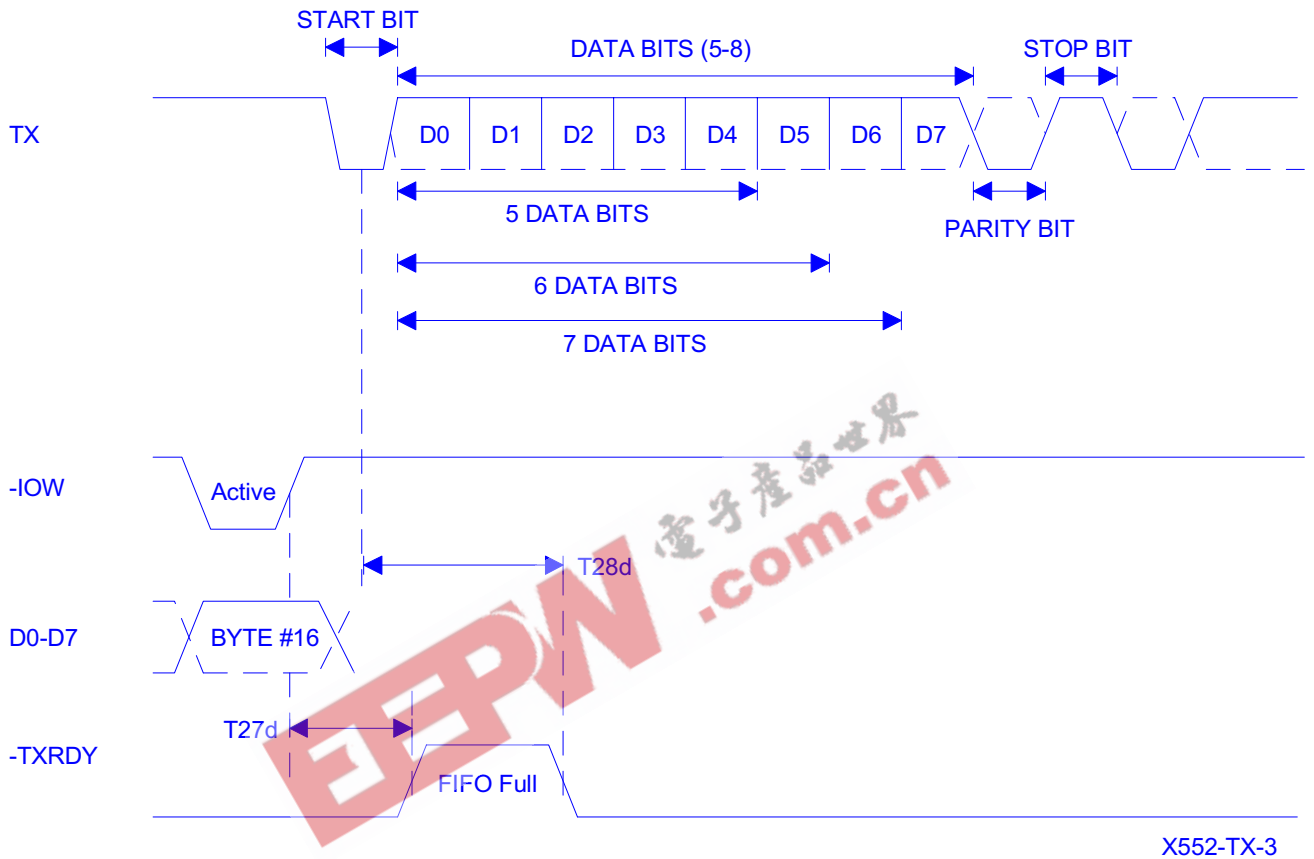 START BIT
DATA BITS (5-8)
STOP BIT
TX
D0 D1 D2 D3 D4 D5 D6 D7
5 DATA BITS
PARITY BIT
6 DATA BITS
7 DATA BITS
-IOW
Active
電子產品世界
.com.cn
T28d
D0-D7
BYTE #16
EEPW
T27d
-TXRDY
FIFO Full
X552-TX-3